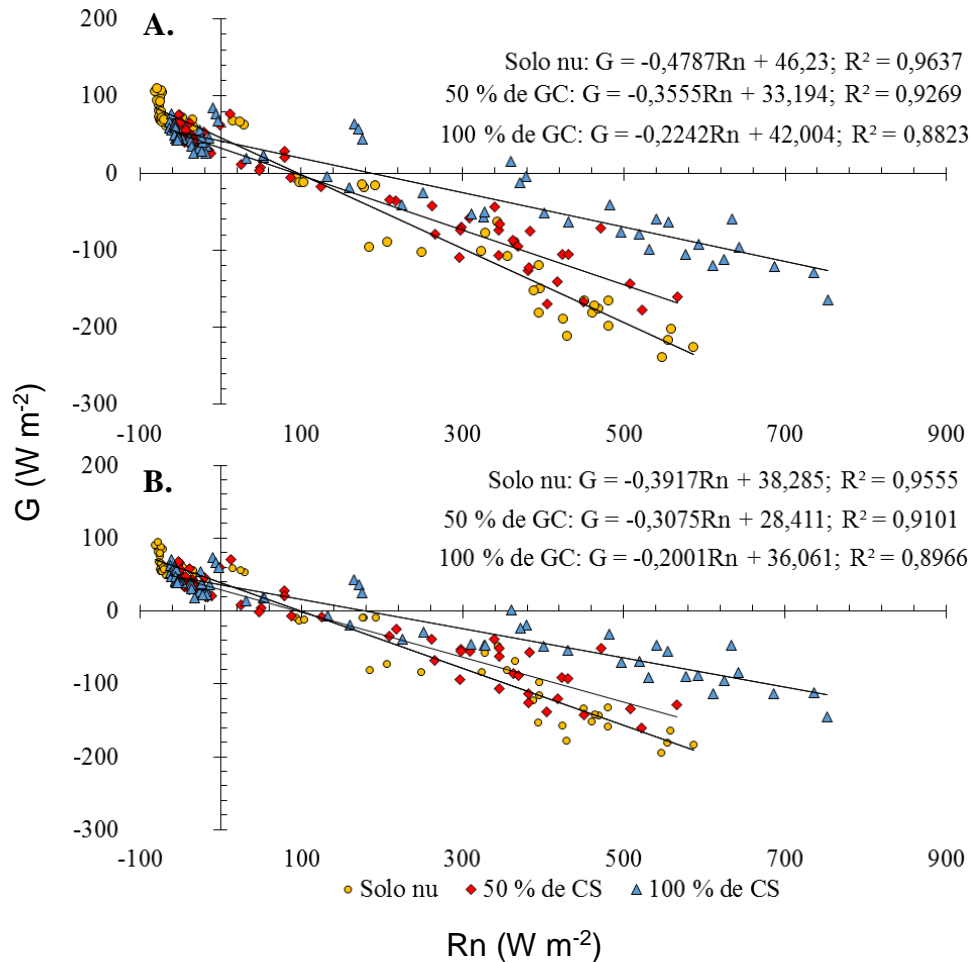 A.
200
100
0
-100
-200
-300
Solo nu: G = -0,4787Rn + 46,23; R² = 0,9637
50 % de GC: G = -0,3555Rn + 33,194; R² = 0,9269
100 % de GC: G = -0,2242Rn + 42,004; R² = 0,8823
-100 100 300 500 700 900
G (W m⁻²)
B.
200
100
0
-100
-200
-300
Solo nu: G = -0,3917Rn + 38,285; R² = 0,9555
50 % de GC: G = -0,3075Rn + 28,411; R² = 0,9101
100 % de GC: G = -0,2001Rn + 36,061; R² = 0,8966
-100 100 300 500 700 900
Solo nu 50 % de CS 100 % de CS
Rn (W m⁻²)